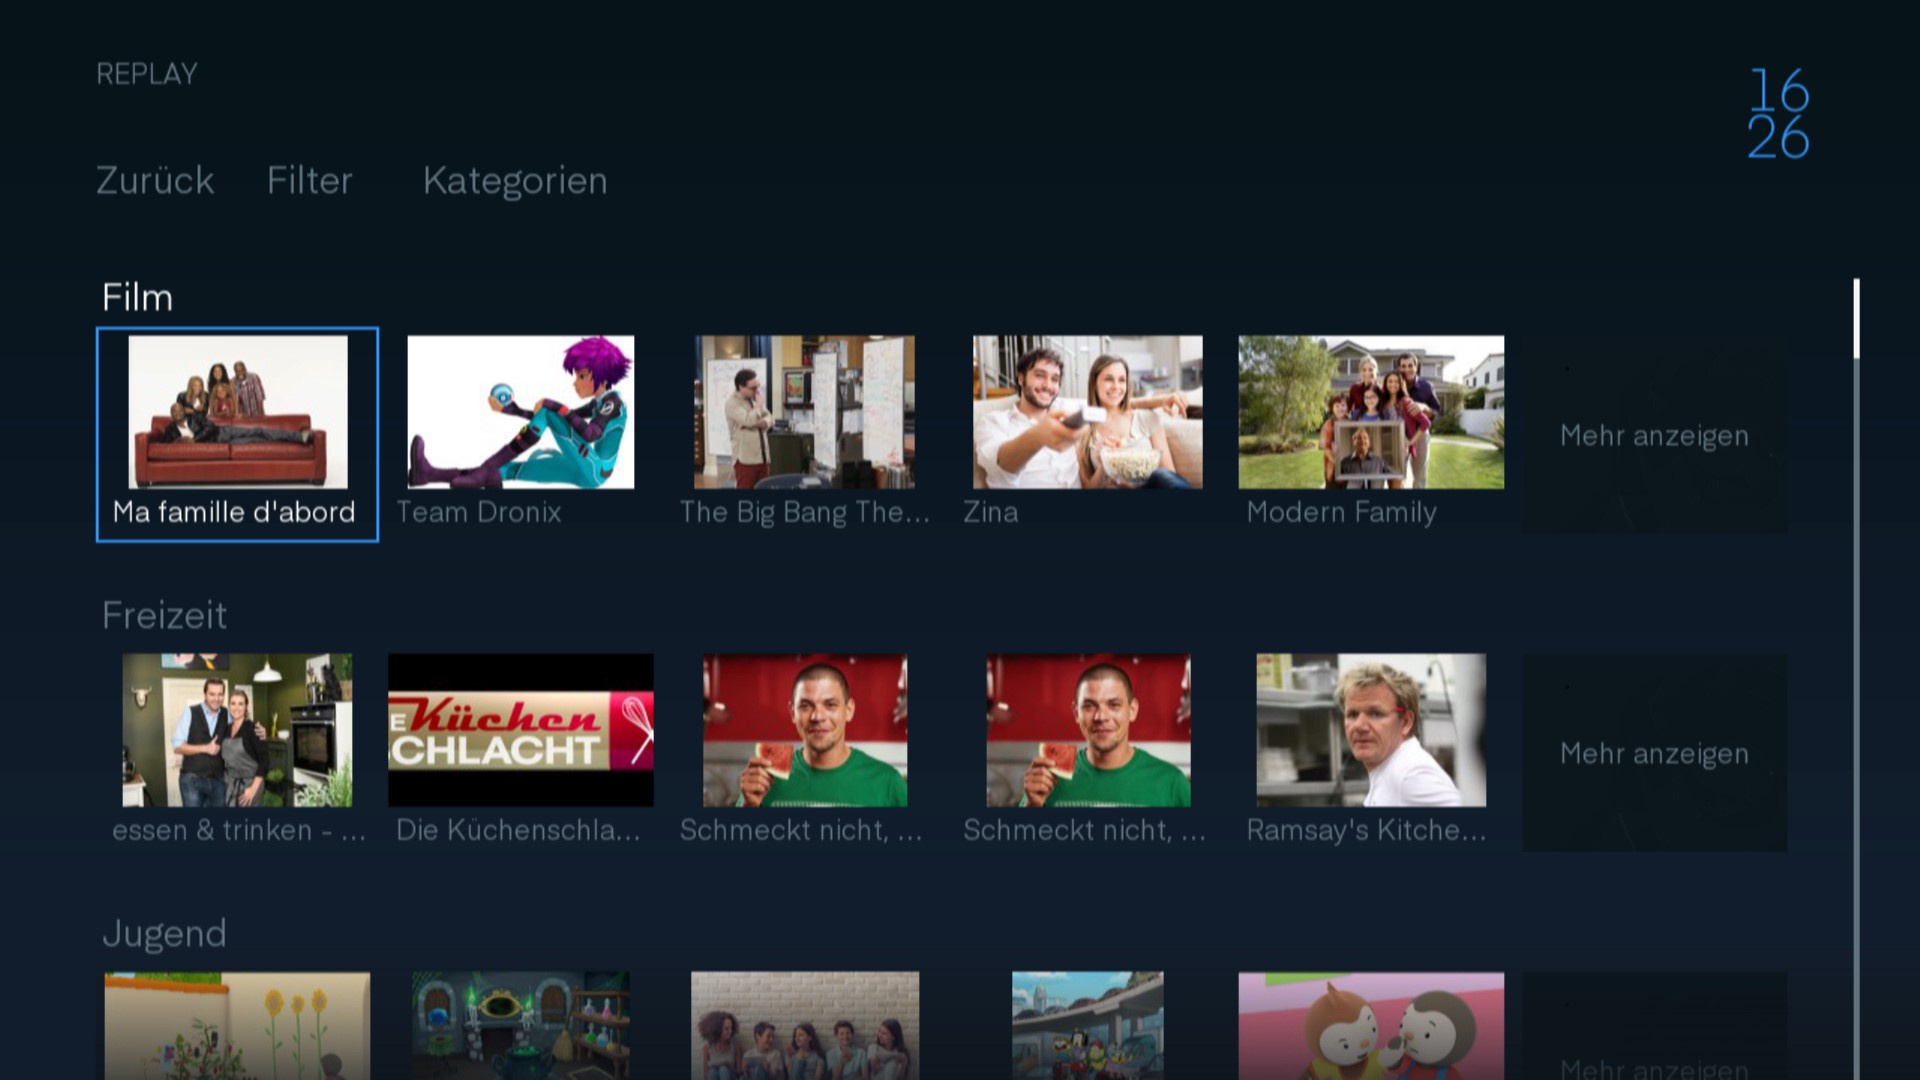 REPLAY
16
26
Zurück Filter Kategorien
Film
Mehr anzeigen
Ma famille d'abord Team Dronix The Big Bang The... Zina Modern Family
Freizeit
E Küchen
CHLACHT
Mehr anzeigen
essen & trinken - ... Die Küchenschla... Schmeckt nicht, ... Schmeckt nicht, ... Ramsay's Kitche...
Jugend
Mehr anzeigen